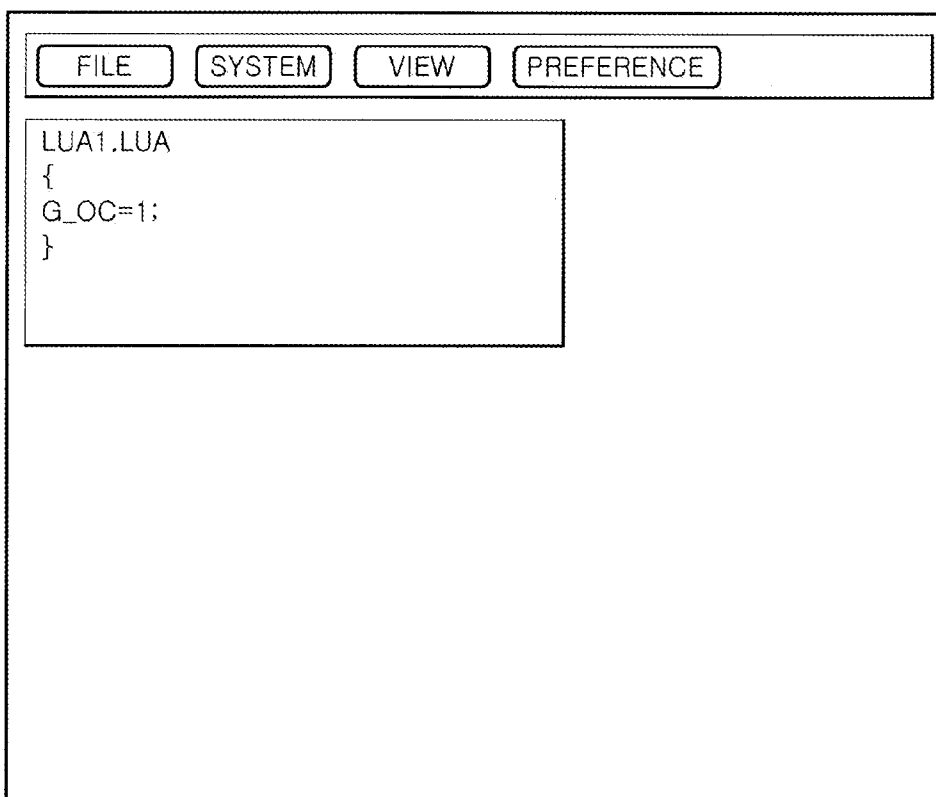 FILE SYSTEM VIEW PREFERENCE
LUA1.LUA
{
G_OC=1;
}